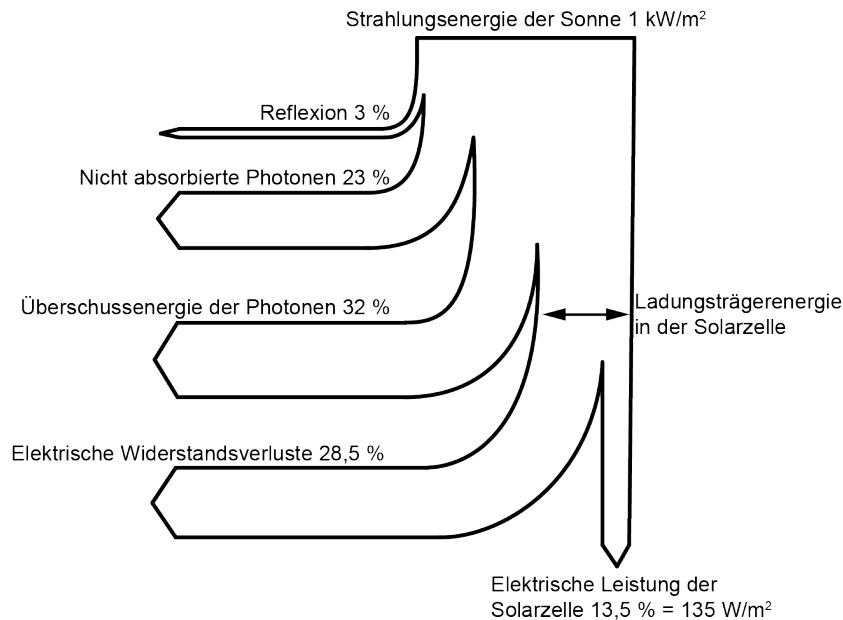 Strahlungsenergie der Sonne 1 kW/m²
Reflexion 3 %
Nicht absorbierte Photonen 23 %
Überschussenergie der Photonen 32 %
Ladungsträgerenergie
in der Solarzelle
Elektrische Widerstandsverluste 28,5 %
Elektrische Leistung der
Solarzelle 13,5 % = 135 W/m²